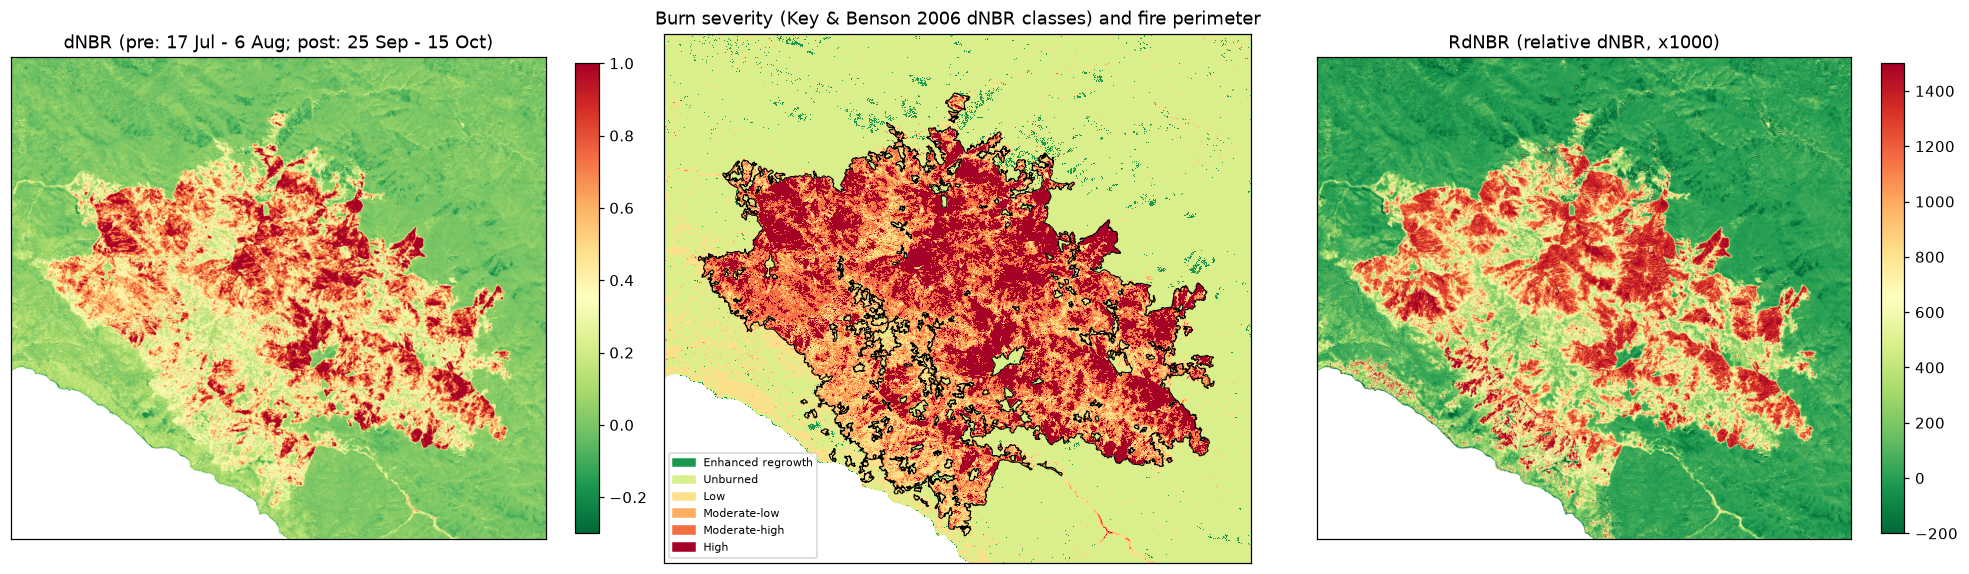 Burn severity (Key & Benson 2006 dNBR classes) and fire perimeter
dNBR (pre: 17 Jul - 6 Aug; post: 25 Sep - 15 Oct)
RdNBR (relative dNBR, x1000)
1.0
0.8
0.6
0.4
0.2
0.0
−0.2
Enhanced regrowth
Unburned
Low
Moderate-low
Moderate-high
High
1400
1200
1000
800
600
400
200
0
−200